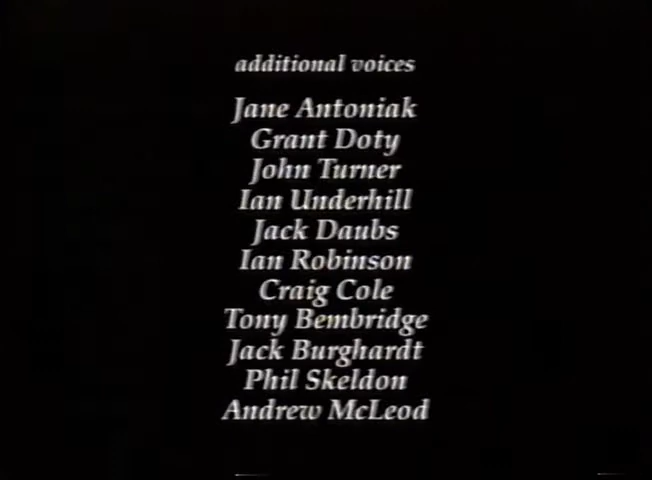 additional voices
Jane Antoniak
Grant Doty
John Turner
Ian Underhill
Jack Daubs
Ian Robinson
Craig Cole
Tony Bembridge
Jack Burghardt
Phil Skeldon
Andrew McLeod